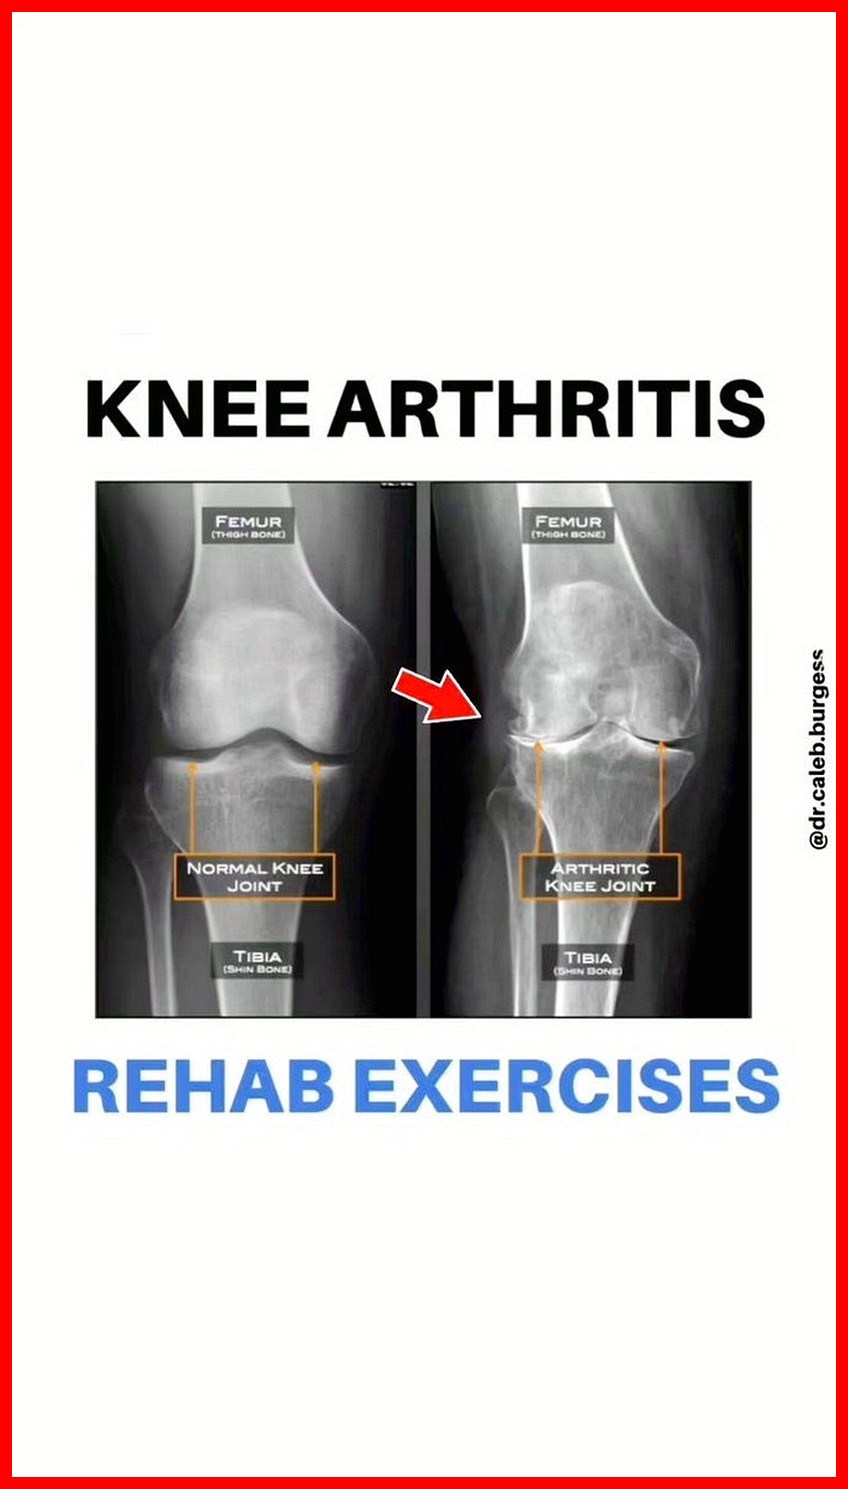 KNEE ARTHRITIS
FEMUR
(THIGH BONE)
NORMAL KNEE
JOINT
TIBIA
(SHIN BONE)
FEMUR
(THIGH BONE)
ARTHRITIC
KNEE JOINT
TIBIA
(SHIN BONE)
@dr.caleb.burgess
REHAB EXERCISES